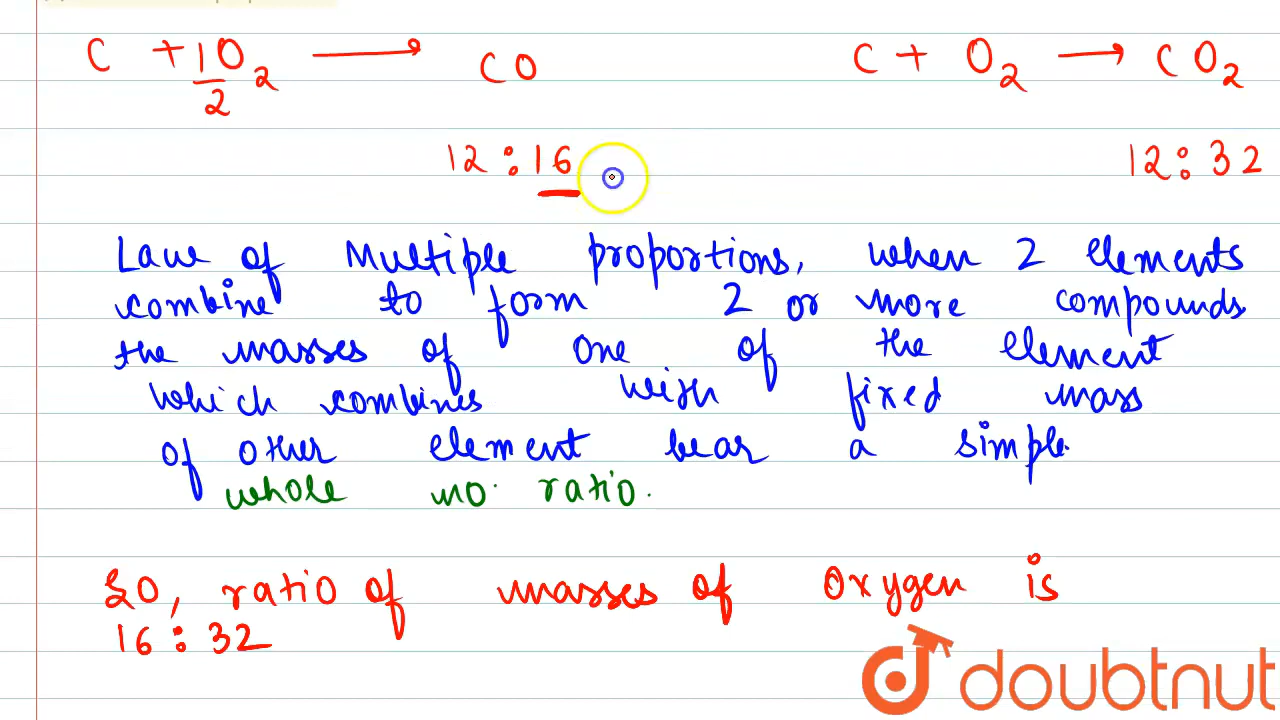 C + 1/2 O₂ ⟶ CO C + O₂ ⟶ CO₂
12 : 16 12 : 32
Law of Multiple proportions, when 2 elements
combine to form 2 or more compounds
the masses of one of the element
which combines with fixed mass
of other element bear a simple
whole no. ratio.
SO, ratio of masses of oxygen is
16 : 32
doubtnut